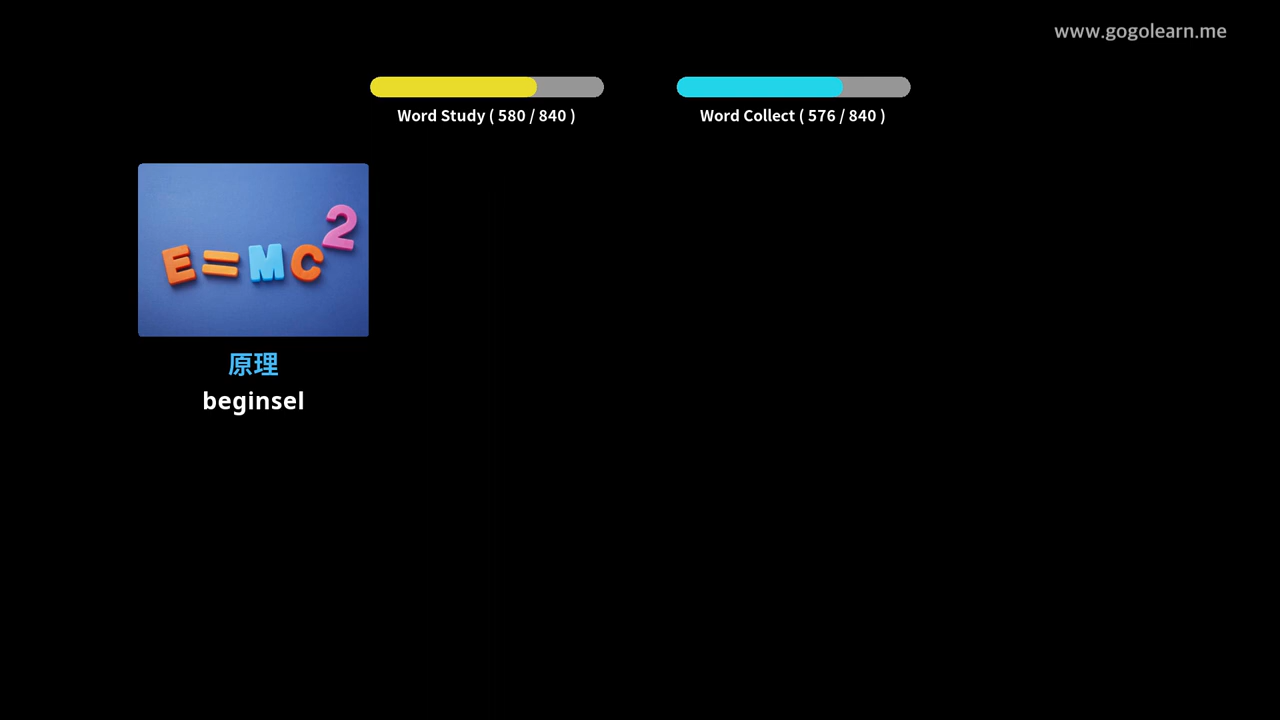 www.gogolearn.me
Word Study ( 580 / 840 )
Word Collect ( 576 / 840 )
E=MC²
原理
beginsel